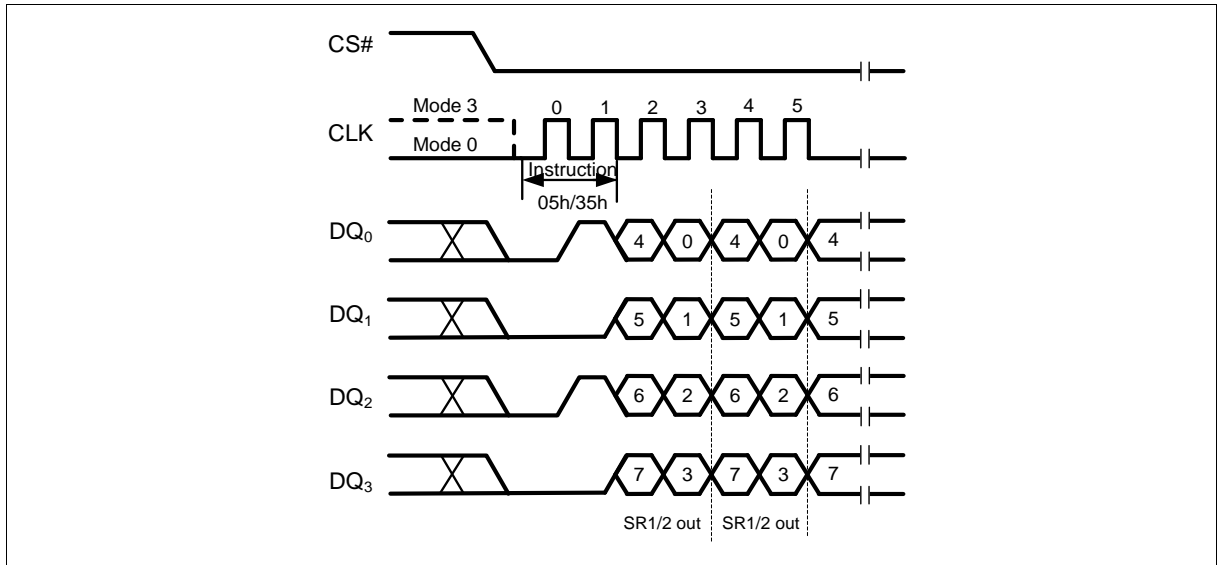 CS#
Mode 3
0 1 2 3 4 5
CLK
Mode 0
Instruction
05h/35h
DQ0 4 0 4 0 4
DQ1 5 1 5 1 5
DQ2 6 2 6 2 6
DQ3 7 3 7 3 7
SR1/2 out SR1/2 out